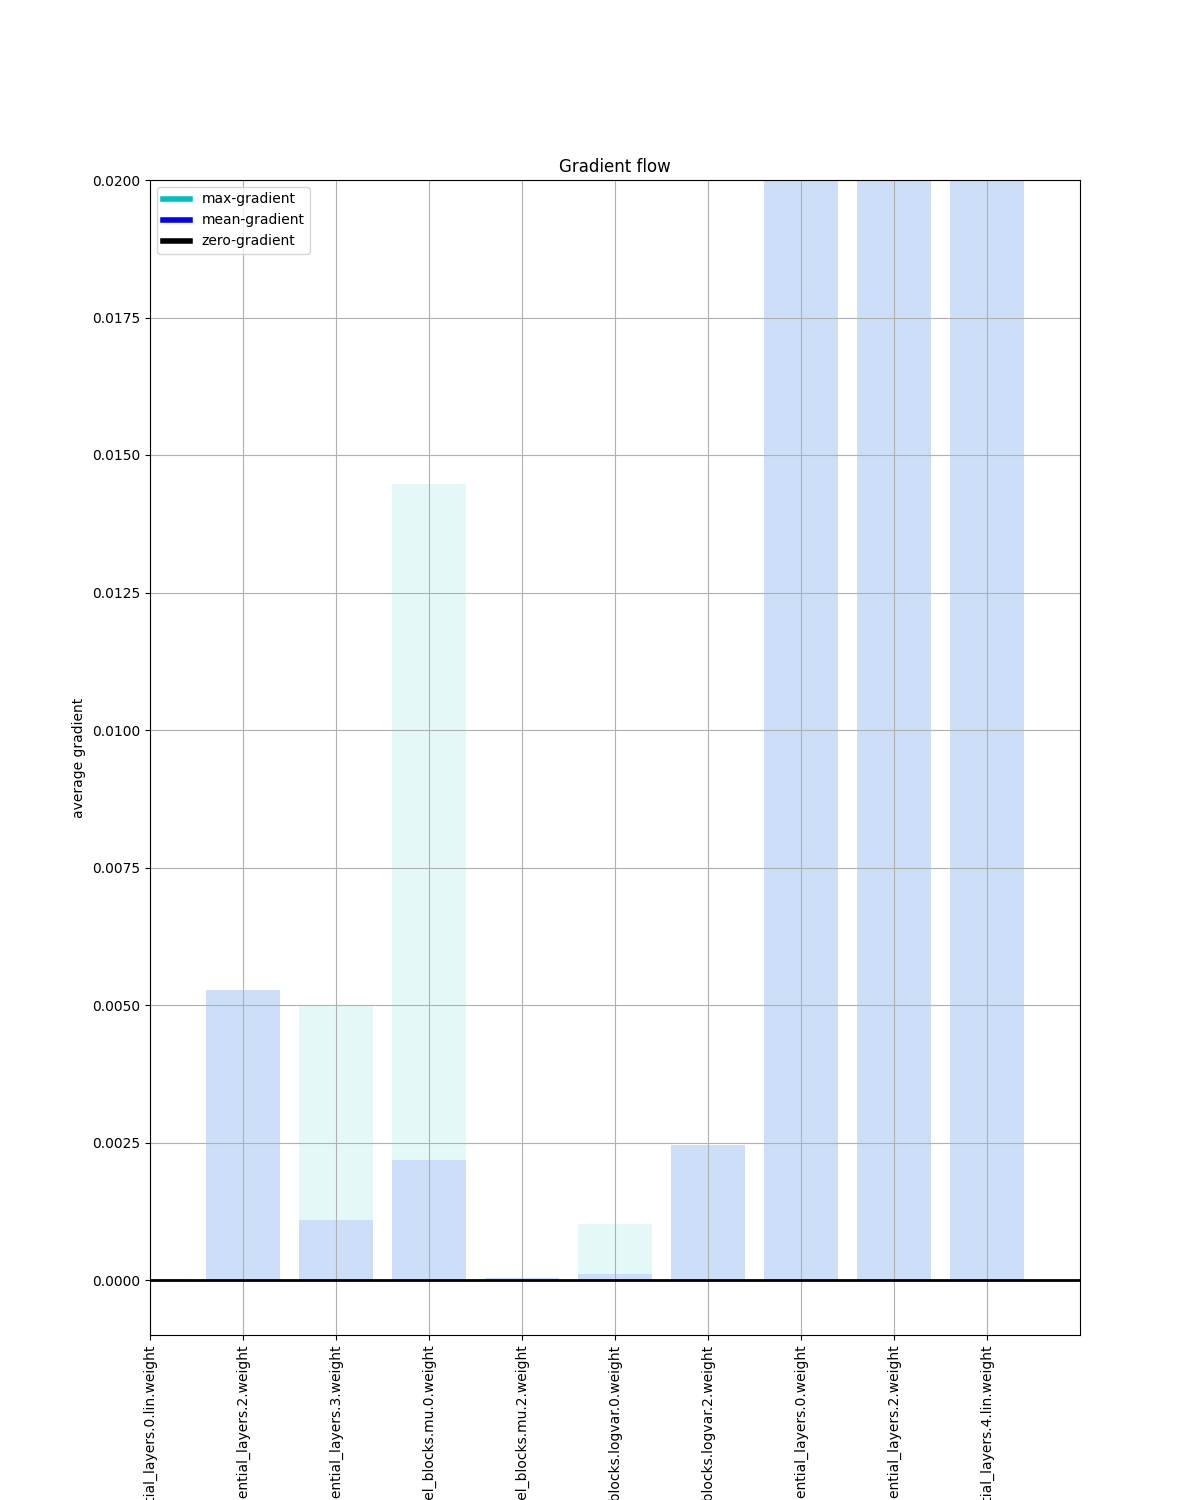 Gradient flow
max-gradient
mean-gradient
zero-gradient
0.0200
0.0175
0.0150
0.0125
0.0100
0.0075
0.0050
0.0025
0.0000
average gradient
tial_layers.0.lin.weight
ential_layers.2.weight
ential_layers.3.weight
el_blocks.mu.0.weight
el_blocks.mu.2.weight
blocks.logvar.0.weight
blocks.logvar.2.weight
ential_layers.0.weight
ential_layers.2.weight
tial_layers.4.lin.weight